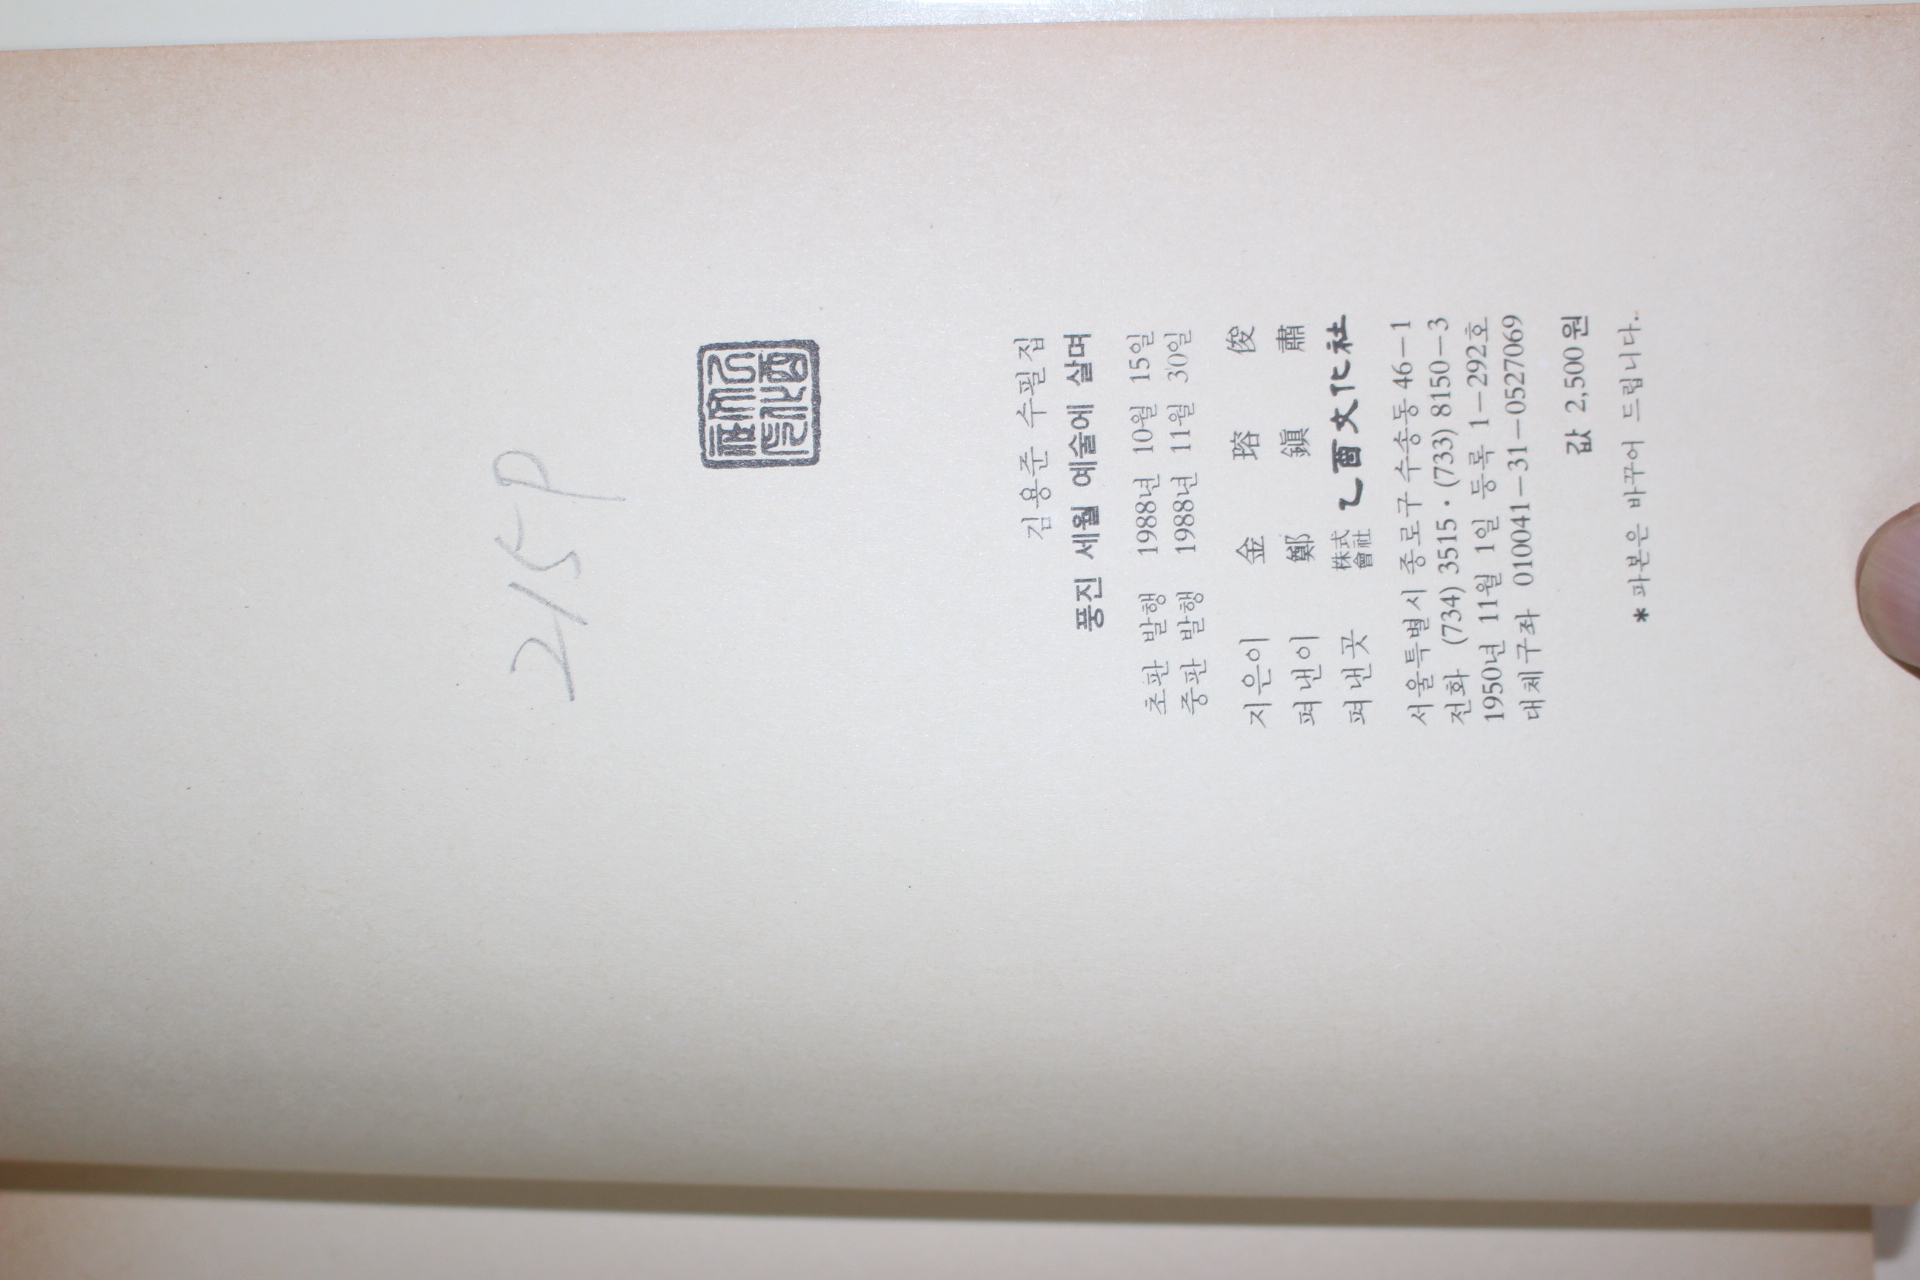 215P
김용준 수필집
풍진 세월 예술에 살며
초판 발행 1988년 10월 15일
중판 발행 1988년 11월 30일
지은이 金瑢俊
펴낸이 鄭鎭肅
펴낸곳 株式會社 乙酉文化社
서울특별시 종로구 수송동 46-1
전화 (734) 3515·(733) 8150-3
1950년 11월 1일 등록 1-292호
대체구좌 010041-31-0527069
값 2,500원
* 파본은 바꾸어 드립니다.